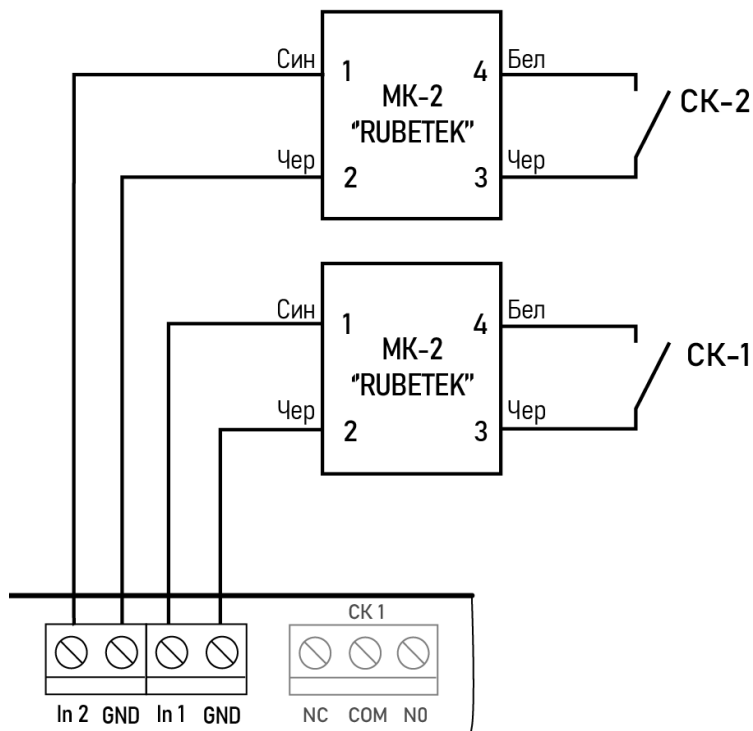 Син 1 4 Бел
МК-2
"RUBETEK"
СК-2
Чер 2 3 Чер
Син 1 4 Бел
МК-2
"RUBETEK"
СК-1
Чер 2 3 Чер
СК 1
In 2 GND In 1 GND NC COM N0